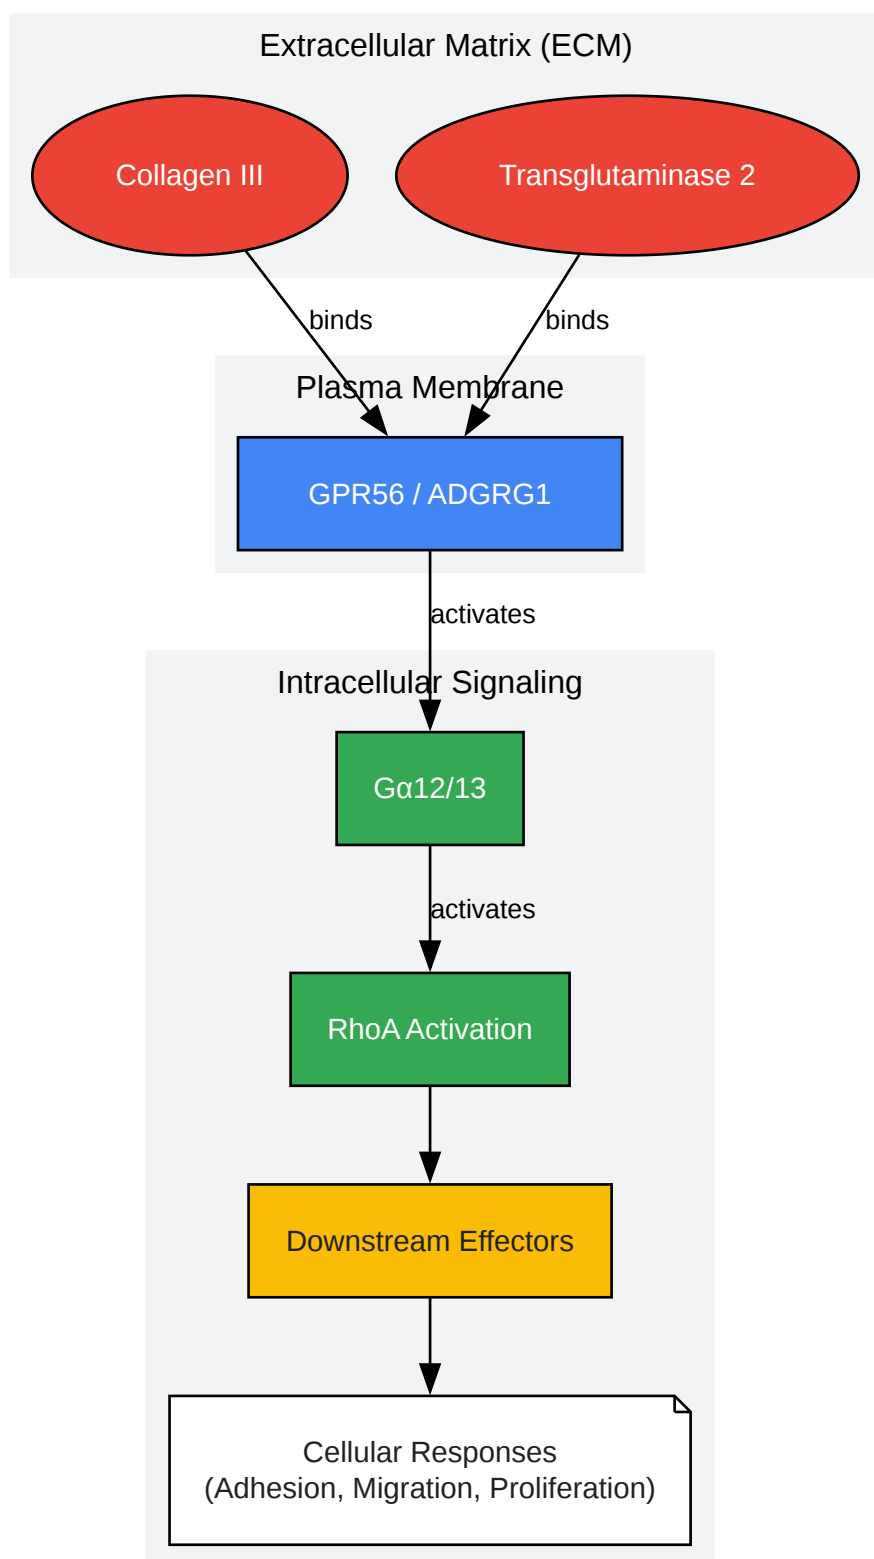 Extracellular Matrix (ECM)
Collagen III
Transglutaminase 2
binds
binds
Plasma Membrane
GPR56 / ADGRG1
activates
Intracellular Signaling
Gα12/13
activates
RhoA Activation
Downstream Effectors
Cellular Responses
(Adhesion, Migration, Proliferation)